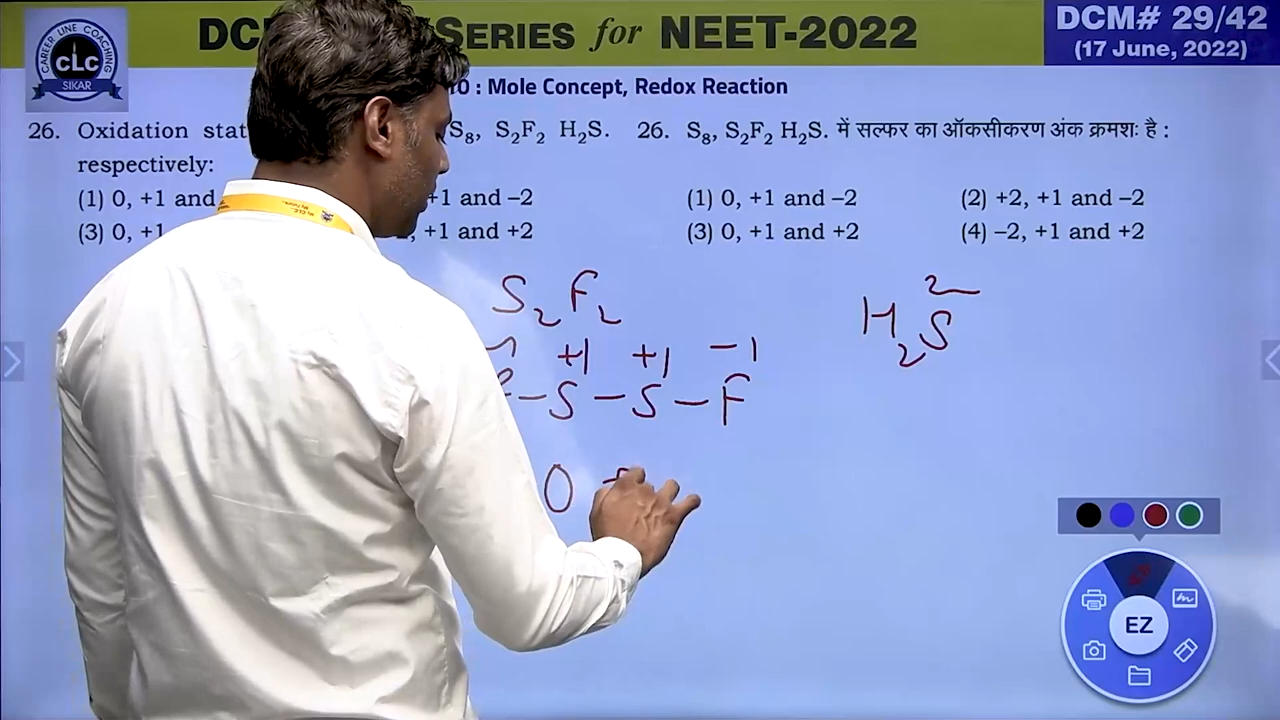 DC SERIES for NEET-2022
DCM# 29/42
(17 June, 2022)
CAREER LINE COACHING
CLC
SIKAR
10 : Mole Concept, Redox Reaction
26. Oxidation stat S₈, S₂F₂ H₂S.
respectively:
(1) 0, +1 and +1 and –2
(3) 0, +1 , +1 and +2
26. S₈, S₂F₂ H₂S. में सल्फर का ऑकसीकरण अंक क्रमशः है :
(1) 0, +1 and –2 (2) +2, +1 and –2
(3) 0, +1 and +2 (4) –2, +1 and +2
S₂F₂
+1 +1 −1
– S – S – F
0
2−
H₂S
EZ